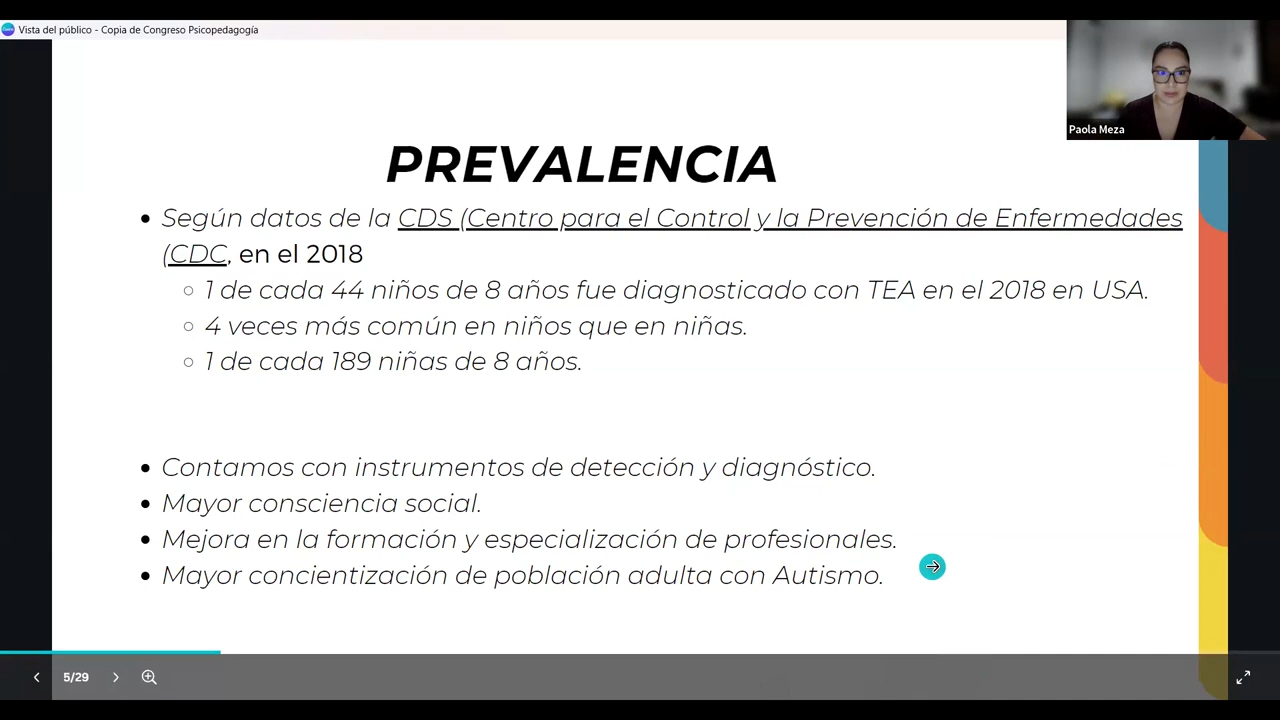 Vista del público - Copia de Congreso Psicopedagogía
Paola Meza
PREVALENCIA
• Según datos de la CDS (Centro para el Control y la Prevención de Enfermedades
(CDC, en el 2018
○ 1 de cada 44 niños de 8 años fue diagnosticado con TEA en el 2018 en USA.
○ 4 veces más común en niños que en niñas.
○ 1 de cada 189 niñas de 8 años.
• Contamos con instrumentos de detección y diagnóstico.
• Mayor consciencia social.
• Mejora en la formación y especialización de profesionales.
• Mayor concientización de población adulta con Autismo.
5/29